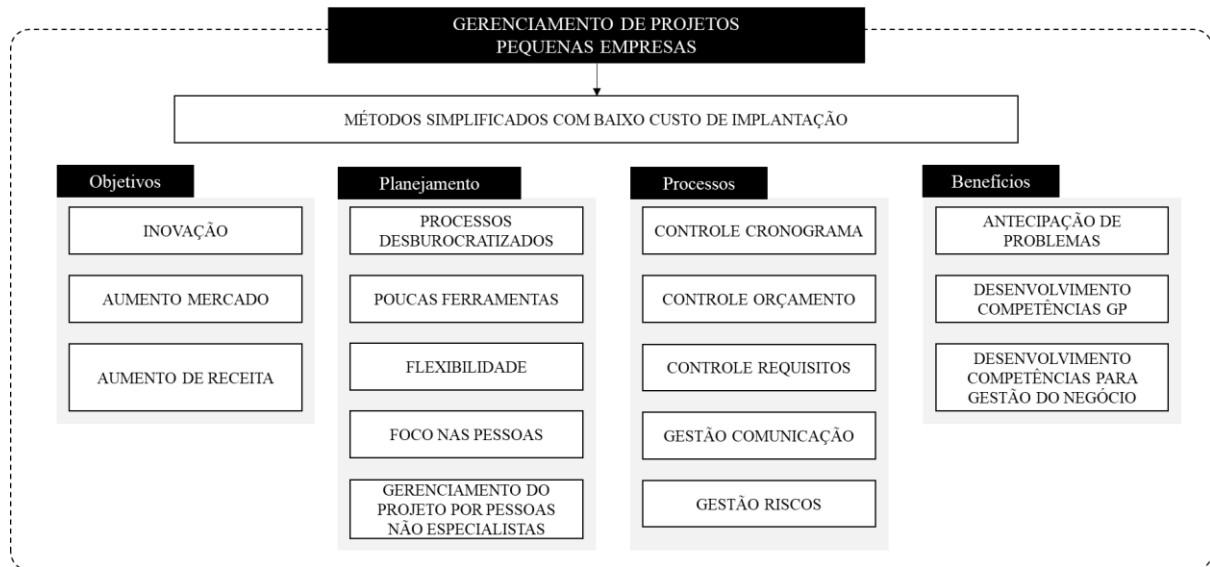 GERENCIAMENTO DE PROJETOS
PEQUENAS EMPRESAS
MÉTODOS SIMPLIFICADOS COM BAIXO CUSTO DE IMPLANTAÇÃO
Objetivos
INOVAÇÃO
AUMENTO MERCADO
AUMENTO DE RECEITA
Planejamento
PROCESSOS
DESBUROCRATIZADOS
POUCAS FERRAMENTAS
FLEXIBILIDADE
FOCO NAS PESSOAS
GERENCIAMENTO DO
PROJETO POR PESSOAS
NÃO ESPECIALISTAS
Processos
CONTROLE CRONOGRAMA
CONTROLE ORÇAMENTO
CONTROLE REQUISITOS
GESTÃO COMUNICAÇÃO
GESTÃO RISCOS
Benefícios
ANTECIPAÇÃO DE
PROBLEMAS
DESENVOLVIMENTO
COMPETÊNCIAS GP
DESENVOLVIMENTO
COMPETÊNCIAS PARA
GESTÃO DO NEGÓCIO